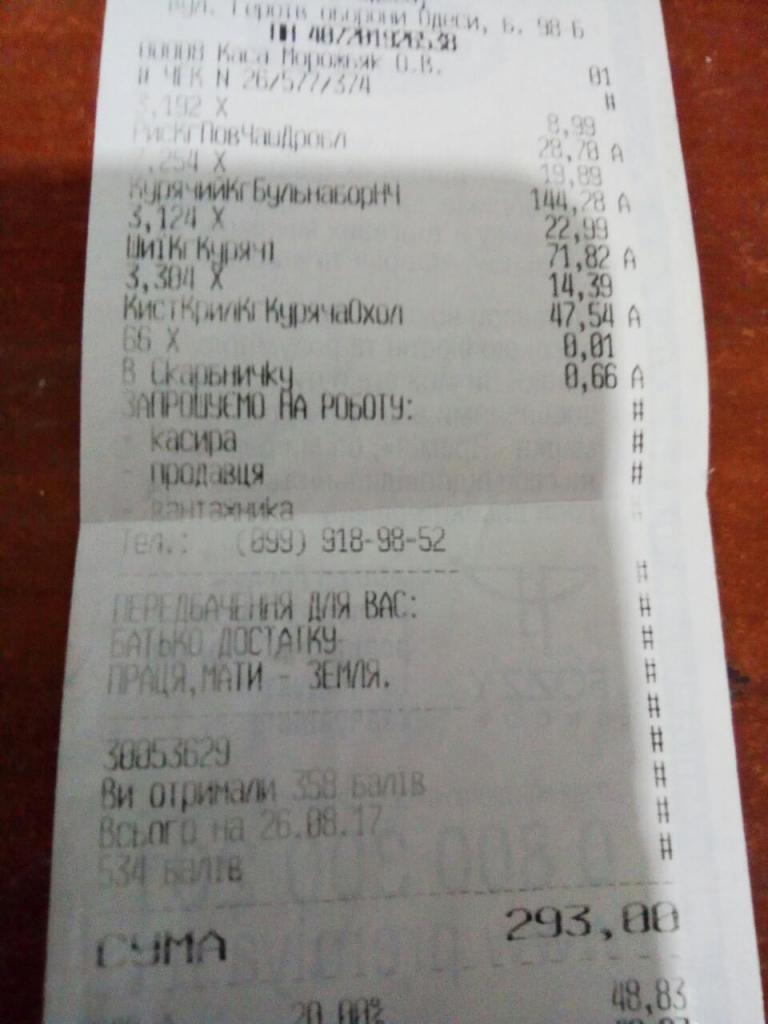 вул. Героїв оборони Одеси, б. 98-Б
ПН 407201926538
00008 Каса Морожьяк О.В. 01
# ЧЕК N 26/577/374 #
3,192 X 8,99
РисКгПовЧашДробл 28,70 А
7,254 X 19,89
КурячийКгБульнаборНЧ 144,28 А
3,124 X 22,99
ШиїКгКурячі 71,82 А
3,304 X 14,39
КистКрилКгКурячаОхол 47,54 А
66 X 0,01
В Скарбничку 0,66 А
ЗАПРОШУЄМО НА РОБОТУ: #
- касира #
- продавця #
- вантажника #
Тел.: (099) 918-98-52
#
ПЕРЕДБАЧЕННЯ ДЛЯ ВАС: #
БАТЬКО ДОСТАТКУ- #
ПРАЦЯ,МАТИ - ЗЕМЛЯ. #
#
30053629 #
Ви отримали 358 балів #
Всього на 26.08.17 #
534 балів #
СУМА 293,00
20,00% 48,83